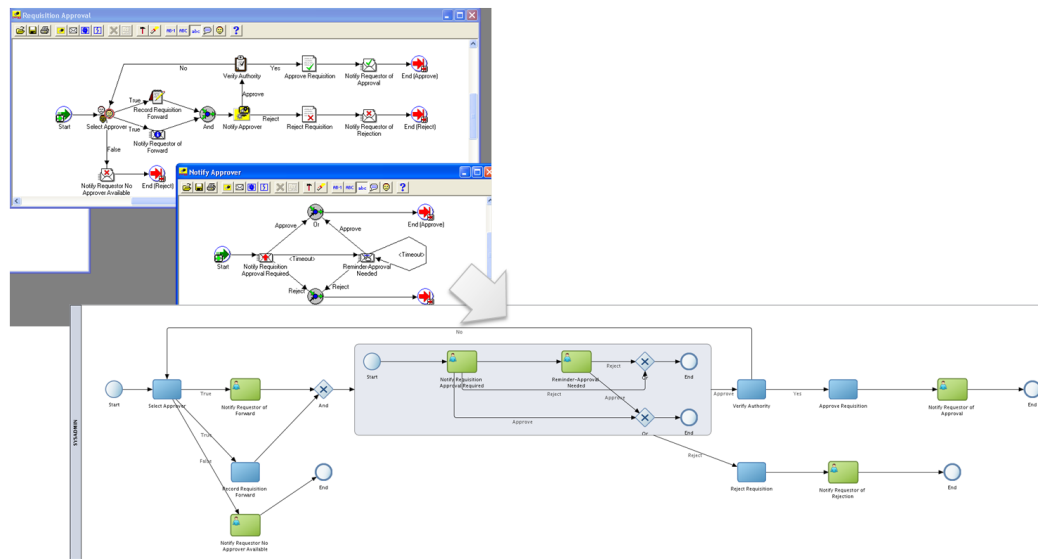 Requisition Approval
No
Verify Authority
Yes
Approve Requisition
Notify Requestor of
Approval
End (Approve)
Approve
True
Record Requisition
Forward
Start
Select Approver
And
Notify Approver
Reject
Reject Requisition
Notify Requestor of
Rejection
End (Reject)
True
Notify Requestor of
Forward
False
Notify Requestor No
Approver Available
End (Reject)
Notify Approver
Or
End (Approve)
Approve
Approve
Start
Notify Requisition
Approval Required
<Timeout>
Reminder-Approval
Needed
<Timeout>
Reject
Reject
SYSADMIN
No
Start
Select Approver
True
Notify Requestor of
Forward
And
True
False
Record Requisition
Forward
End
Notify Requestor No
Approver Available
Start
Notify Requisition
Approval Required
Reminder-Approval
Needed
Reject
End
Reject
Approve
Approve
Or
End
Approve
Verify Authority
Yes
Approve Requisition
Notify Requestor of
Approval
End
Reject
Reject Requisition
Notify Requestor of
Rejection
End